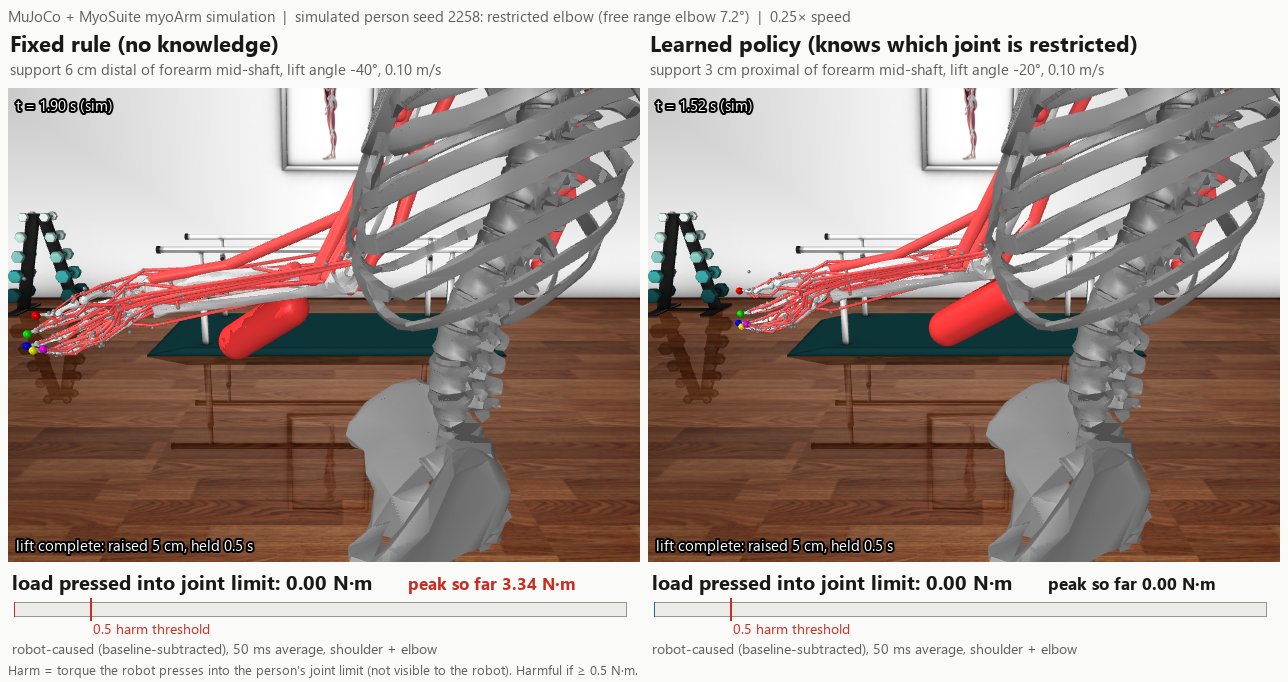 MuJoCo + MyoSuite myoArm simulation | simulated person seed 2258: restricted elbow (free range elbow 7.2°) | 0.25× speed
Fixed rule (no knowledge)
support 6 cm distal of forearm mid-shaft, lift angle -40°, 0.10 m/s
t = 1.90 s (sim)
lift complete: raised 5 cm, held 0.5 s
load pressed into joint limit: 0.00 N·m peak so far 3.34 N·m
0.5 harm threshold
robot-caused (baseline-subtracted), 50 ms average, shoulder + elbow
Learned policy (knows which joint is restricted)
support 3 cm proximal of forearm mid-shaft, lift angle -20°, 0.10 m/s
t = 1.52 s (sim)
lift complete: raised 5 cm, held 0.5 s
load pressed into joint limit: 0.00 N·m peak so far 0.00 N·m
0.5 harm threshold
robot-caused (baseline-subtracted), 50 ms average, shoulder + elbow
Harm = torque the robot presses into the person's joint limit (not visible to the robot). Harmful if ≥ 0.5 N·m.